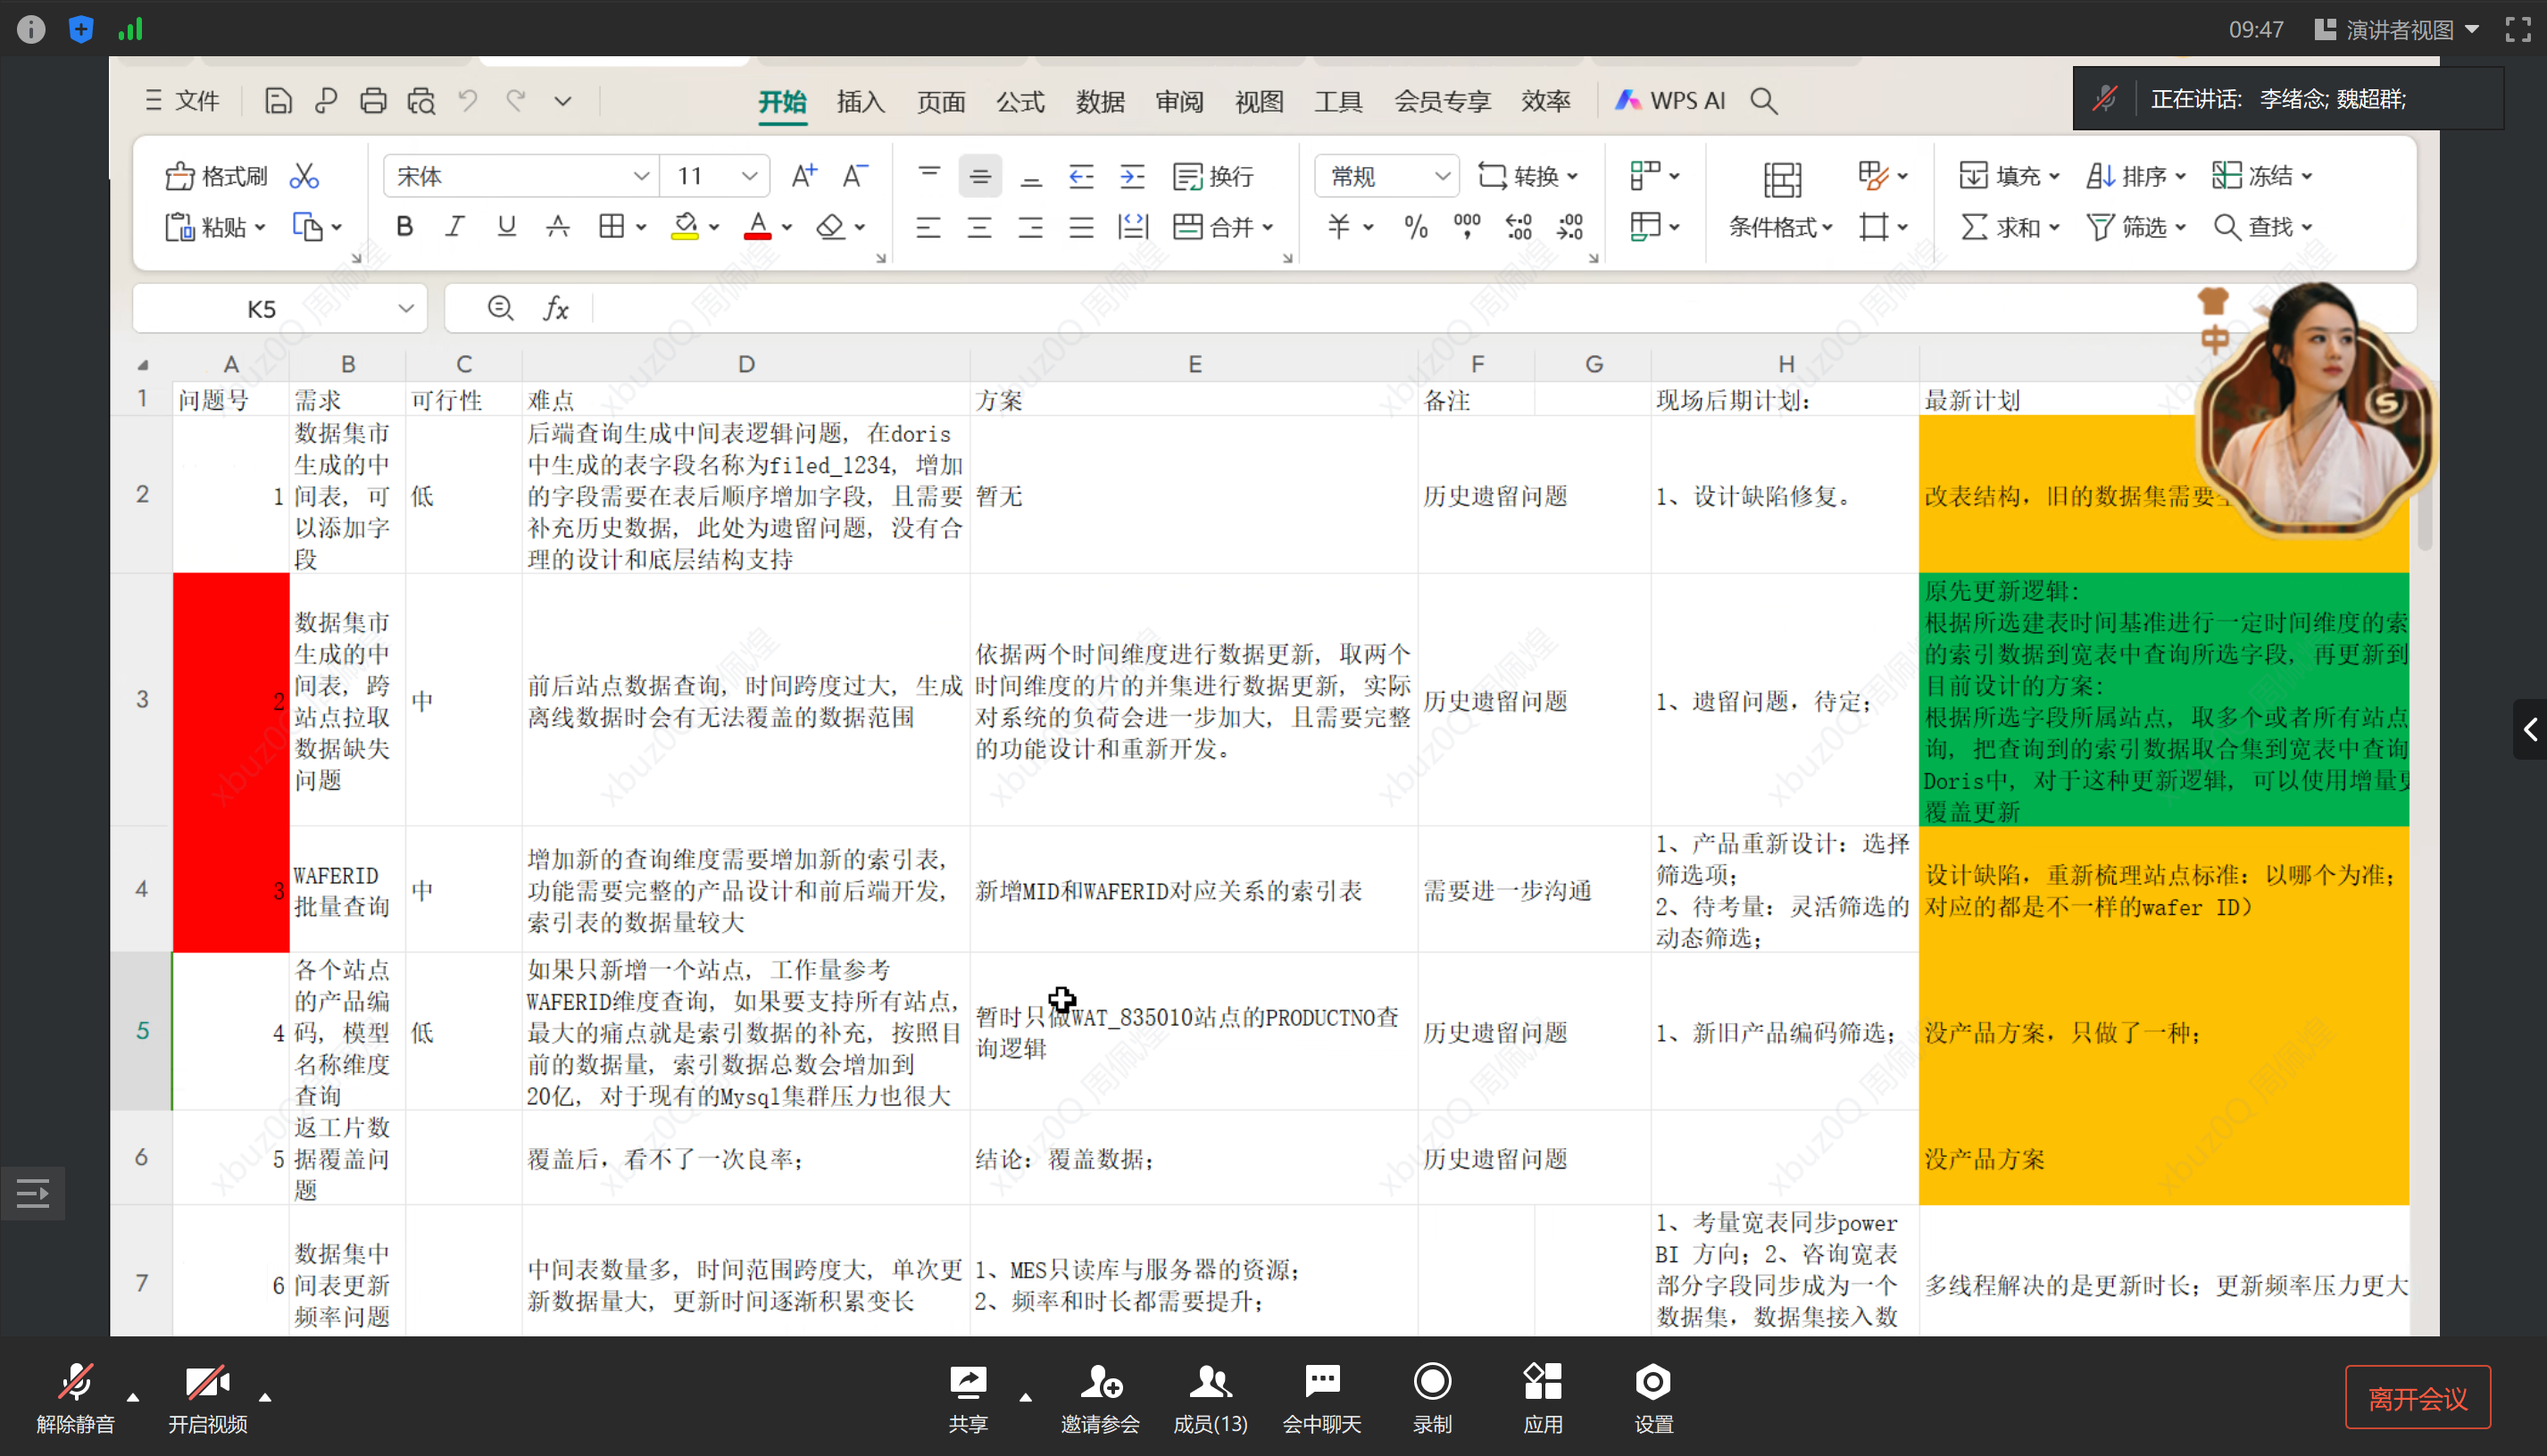 09:47 演讲者视图
正在讲话: 李绪念; 魏超群;
文件 开始 插入 页面 公式 数据 审阅 视图 工具 会员专享 效率 WPS AI
格式刷 宋体 11 A+ A- 换行 常规 转换 填充 排序 冻结
粘贴 B I U A A 合并 % 条件格式 求和 筛选 查找
K5 fx
A B C D E F G H
1 问题号 需求 可行性 难点 方案 备注 现场后期计划: 最新计划
2
1
数据集市
生成的中
间表, 可
以添加字
段
低
后端查询生成中间表逻辑问题, 在doris
中生成的表字段名称为filed_1234, 增加
的字段需要在表后顺序增加字段, 且需要
补充历史数据, 此处为遗留问题, 没有合
理的设计和底层结构支持
暂无
历史遗留问题
1、设计缺陷修复。
改表结构, 旧的数据集需要
3
2
数据集市
生成的中
间表, 跨
站点拉取
数据缺失
问题
中
前后站点数据查询, 时间跨度过大, 生成
离线数据时会有无法覆盖的数据范围
依据两个时间维度进行数据更新, 取两个
时间维度的片的并集进行数据更新, 实际
对系统的负荷会进一步加大, 且需要完整
的功能设计和重新开发。
历史遗留问题
1、遗留问题, 待定;
原先更新逻辑:
根据所选建表时间基准进行一定时间维度的索
的索引数据到宽表中查询所选字段, 再更新到
目前设计的方案:
根据所选字段所属站点, 取多个或者所有站点
询, 把查询到的索引数据取合集到宽表中查询
Doris中, 对于这种更新逻辑, 可以使用增量更
覆盖更新
4
3
WAFERID
批量查询
中
增加新的查询维度需要增加新的索引表,
功能需要完整的产品设计和前后端开发,
索引表的数据量较大
新增MID和WAFERID对应关系的索引表
需要进一步沟通
1、产品重新设计: 选择
筛选项;
2、待考量: 灵活筛选的
动态筛选;
设计缺陷, 重新梳理站点标准: 以哪个为准;
对应的都是不一样的wafer ID)
5
4
各个站点
的产品编
码, 模型
名称维度
查询
低
如果只新增一个站点, 工作量参考
WAFERID维度查询, 如果要支持所有站点,
最大的痛点就是索引数据的补充, 按照目
前的数据量, 索引数据总数会增加到
20亿, 对于现有的Mysql集群压力也很大
暂时只做WAT_835010站点的PRODUCTNO查
询逻辑
历史遗留问题
1、新旧产品编码筛选;
没产品方案, 只做了一种;
6
5
返工片数
据覆盖问
题
覆盖后, 看不了一次良率;
结论: 覆盖数据;
历史遗留问题
没产品方案
7
6
数据集中
间表更新
频率问题
中间表数量多, 时间范围跨度大, 单次更
新数据量大, 更新时间逐渐积累变长
1、MES只读库与服务器的资源;
2、频率和时长都需要提升;
1、考量宽表同步power
BI 方向; 2、咨询宽表
部分字段同步成为一个
数据集, 数据集接入数
多线程解决的是更新时长; 更新频率压力更大
中
S
xbuz0Q 周佩煌
解除静音 开启视频 共享 邀请参会 成员(13) 会中聊天 录制 应用 设置 离开会议